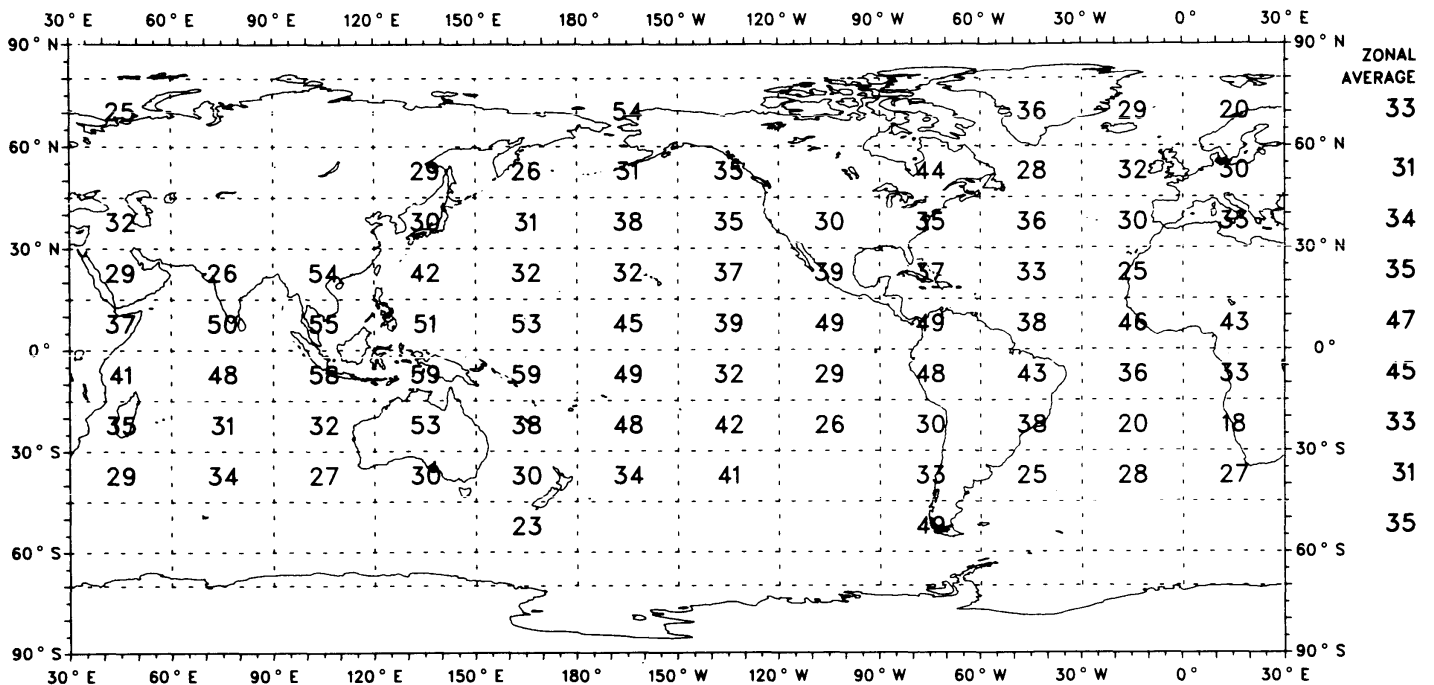 30° E 60° E 90° E 120° E 150° E 180° 150° W 120° W 90° W 60° W 30° W 0° 30° E
90° N 90° N
ZONAL
AVERAGE
25 54 36 29 20 33
60° N 60° N
29 26 31 35 44 28 32 30 31
32 30 31 38 35 30 35 36 30 35 34
30° N 30° N
29 26 54 42 32 32 37 39 37 33 25 35
37 50 55 51 53 45 39 49 49 38 46 43 47
0° 0°
41 48 58 59 59 49 32 29 48 43 36 33 45
35 31 32 53 38 48 42 26 30 38 20 18 33
30° S 30° S
29 34 27 30 30 34 41 33 25 28 27 31
23 49 35
60° S 60° S
90° S 90° S
30° E 60° E 90° E 120° E 150° E 180° 150° W 120° W 90° W 60° W 30° W 0° 30° E